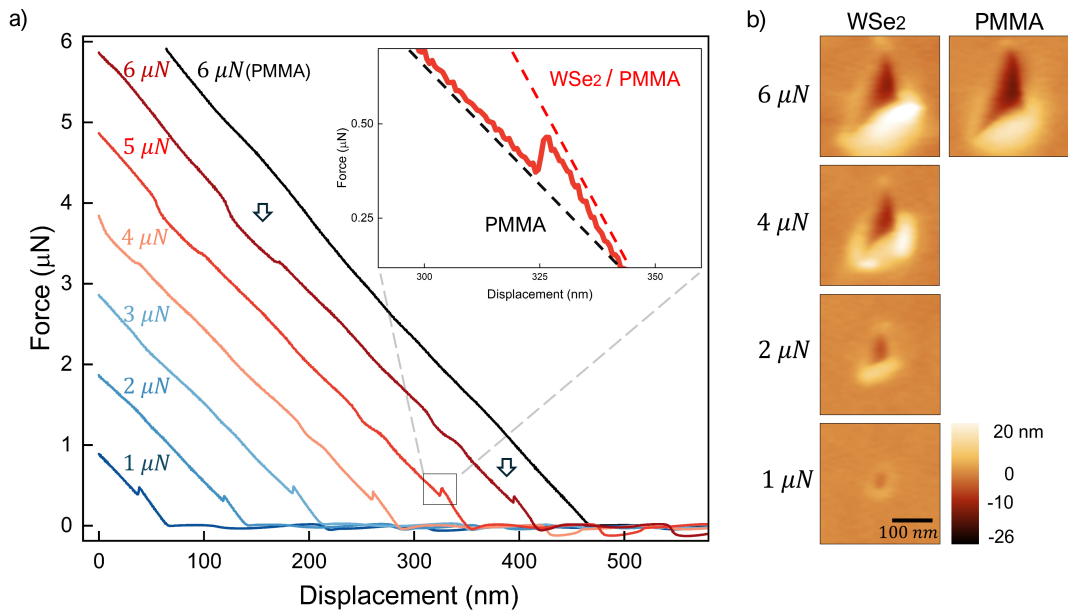 a)
6
5
4
3
2
1
0
Force (μN)
0
100
200
300
400
500
Displacement (nm)
6 μN
6 μN(PMMA)
5 μN
4 μN
3 μN
2 μN
1 μN
0.50
0.25
Force (μN)
300
325
350
Displacement (nm)
WSe2 / PMMA
PMMA
b)
WSe2
PMMA
6 μN
4 μN
2 μN
1 μN
100 nm
20 nm
0
-10
-26